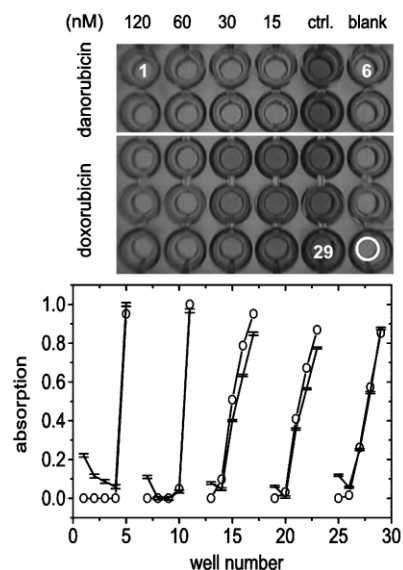 (nM) 120 60 30 15 ctrl. blank
danorubicin
1 6
doxorubicin
29
absorption
1.0
0.8
0.6
0.4
0.2
0.0
0 5 10 15 20 25 30
well number